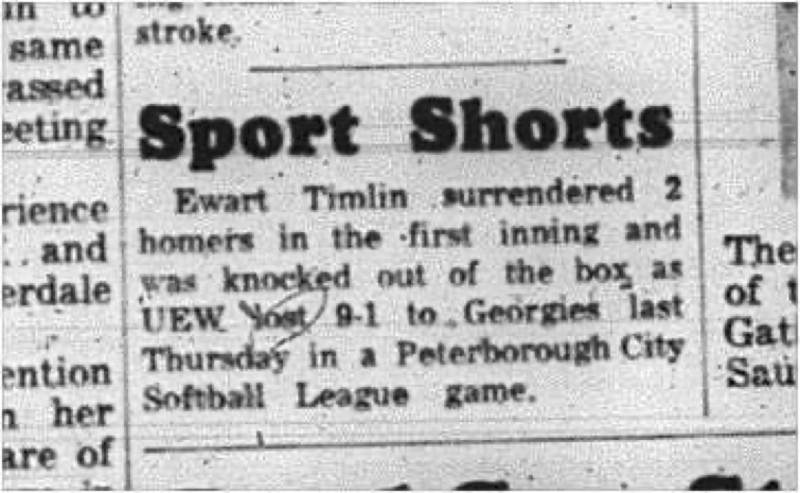 in to
same
assed
eeting
rience
. . and
erdale
ention
her
are of
stroke.
Sport Shorts
Ewart Timlin surrendered 2
homers in the first inning and
was knocked out of the box as
UEW lost 9-1 to Georgies last
Thursday in a Peterborough City
Softball League game.
The
of t
Gat
Sau